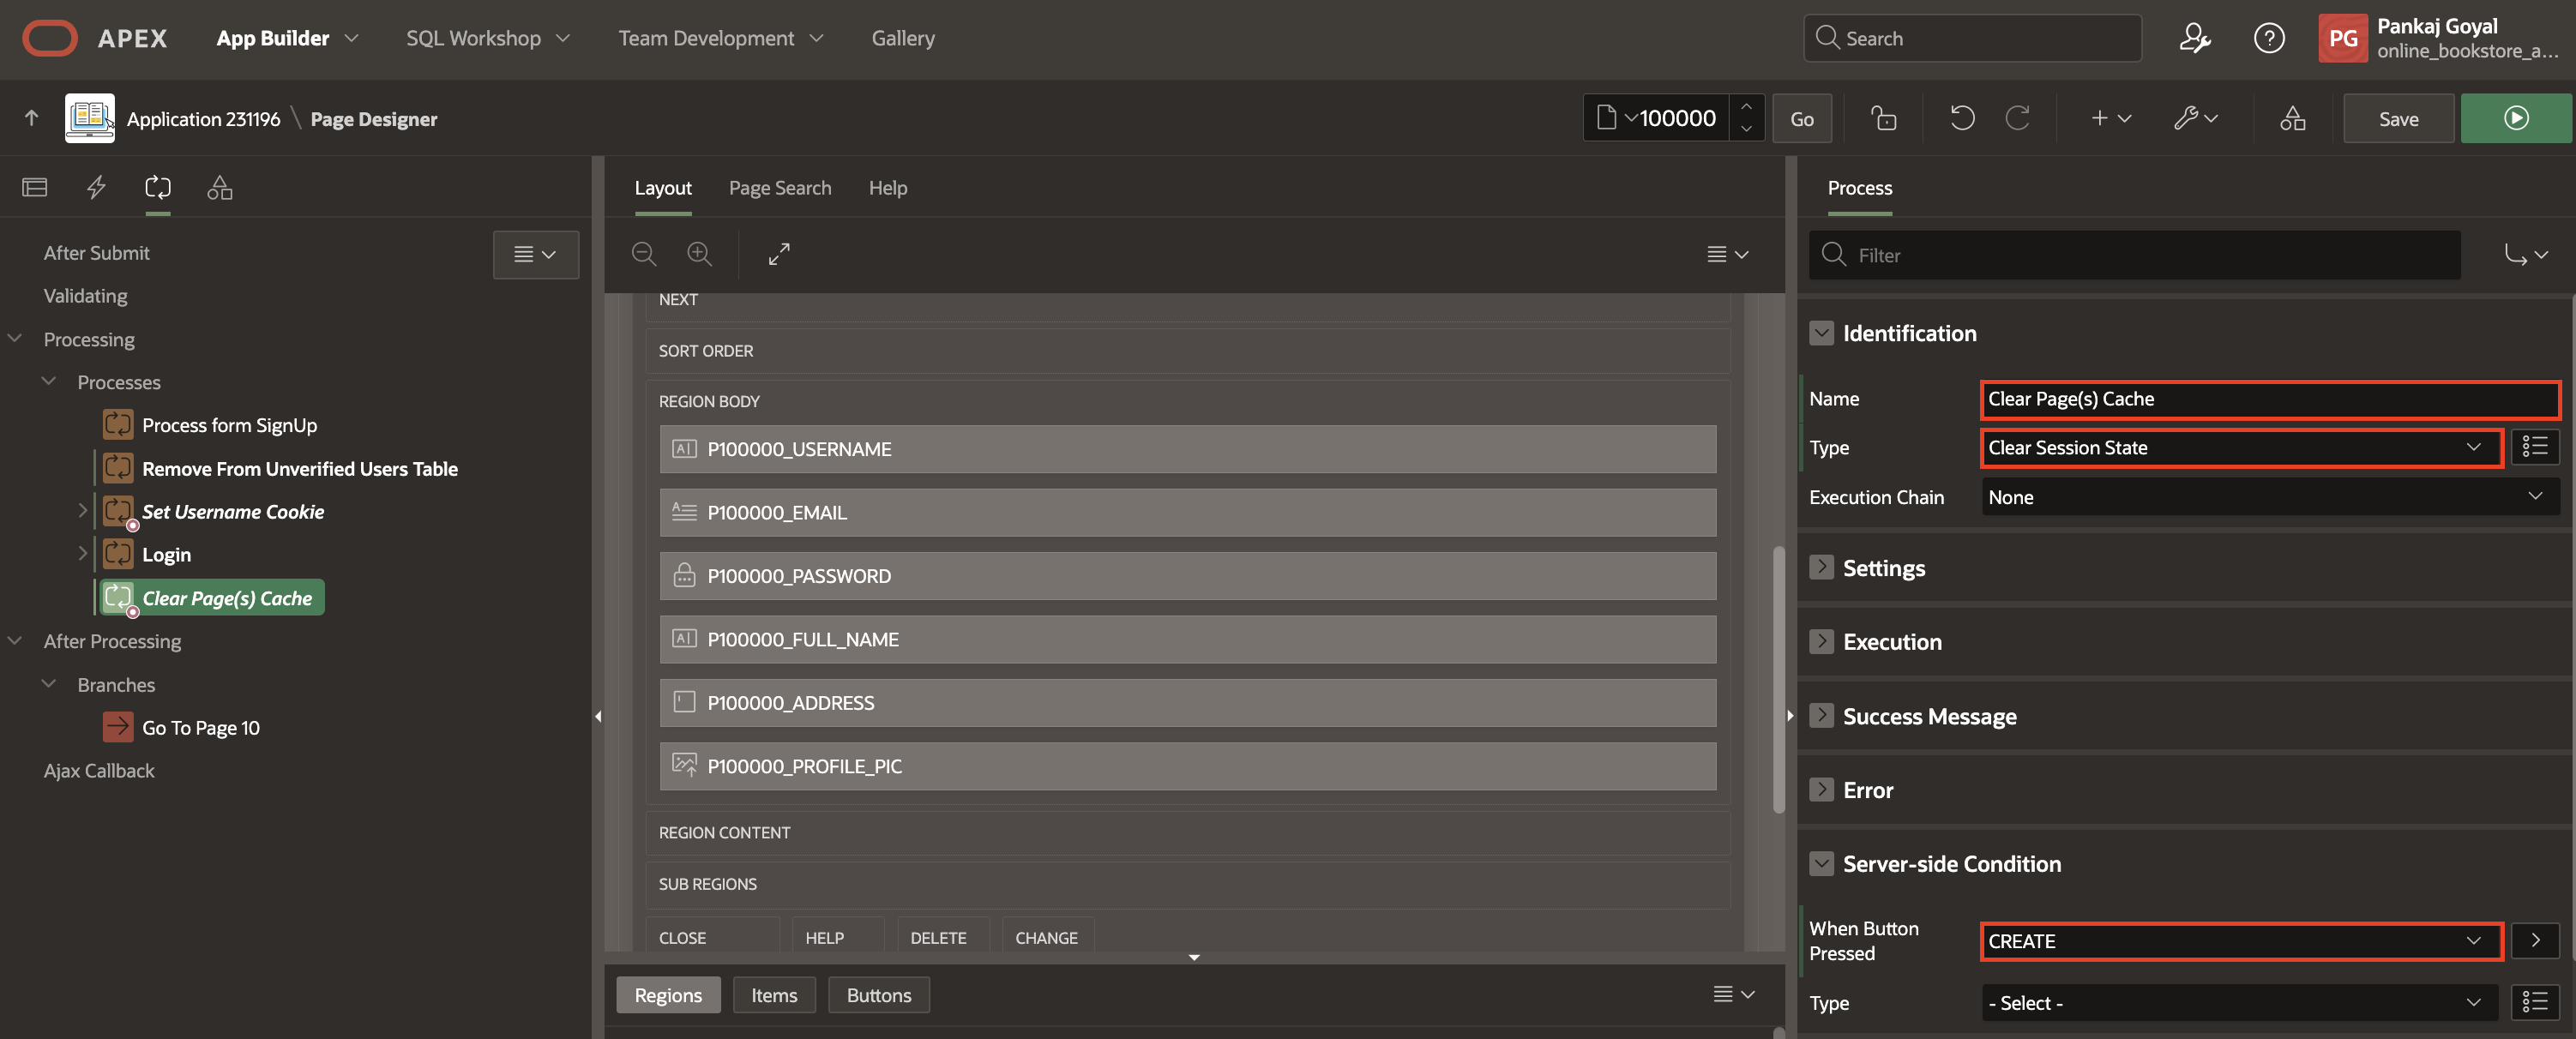 APEX App Builder SQL Workshop Team Development Gallery Search ? PG Pankaj Goyal
online_bookstore_a...
Application 231196 \ Page Designer 100000 Go Save
Layout Page Search Help
Process
After Submit
Validating
Processing
Processes
Process form SignUp
Remove From Unverified Users Table
Set Username Cookie
Login
Clear Page(s) Cache
After Processing
Branches
Go To Page 10
Ajax Callback
NEXT
SORT ORDER
REGION BODY
P100000_USERNAME
P100000_EMAIL
P100000_PASSWORD
P100000_FULL_NAME
P100000_ADDRESS
P100000_PROFILE_PIC
REGION CONTENT
SUB REGIONS
CLOSE HELP DELETE CHANGE
Regions Items Buttons
Filter
Identification
Name Clear Page(s) Cache
Type Clear Session State
Execution Chain None
Settings
Execution
Success Message
Error
Server-side Condition
When Button
Pressed CREATE
Type - Select -